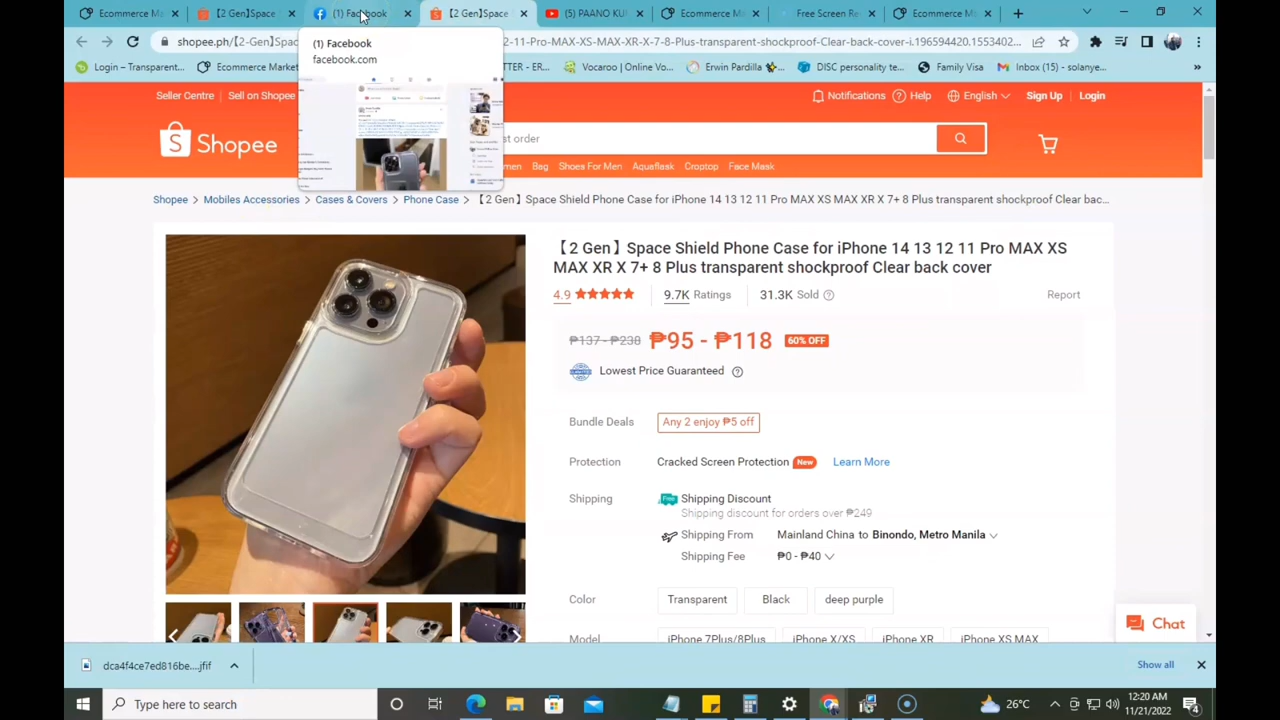 Ecommerce Ma
【2 Gen】Space
(1) Facebook
【2 Gen】Space
(5) PAANO KU
Ecommerce M
Free Screen Re
Ecommerce M
shopee.ph/【2-Gen】Spac
2-11-Pro-MAX-XS-MAX-XR-X-7-8-Plus-transparent-shockproof-Clear-back-cover-i.196594420.1553402...
(1) Facebook
facebook.com
Login – Transparent...
Ecommerce Market
TTER - ER...
Vocaroo | Online Vo...
Erwin Pardilla
DISC personality te...
Family Visa
Inbox (15) - solanye...
»
Seller Centre
Sell on Shopee
Notifications
Help
English
Sign Up
Login
Shopee
st order
men
Bag
Shoes For Men
Aquaflask
Croptop
Face Mask
Shopee > Mobiles Accessories > Cases & Covers > Phone Case > 【2 Gen】Space Shield Phone Case for iPhone 14 13 12 11 Pro MAX XS MAX XR X 7+ 8 Plus transparent shockproof Clear bac...
【2 Gen】Space Shield Phone Case for iPhone 14 13 12 11 Pro MAX XS
MAX XR X 7+ 8 Plus transparent shockproof Clear back cover
4.9
9.7K Ratings
31.3K Sold
Report
₱137 - ₱238
₱95 - ₱118
60% OFF
Lowest Price Guaranteed
Bundle Deals
Any 2 enjoy ₱5 off
Protection
Cracked Screen Protection
New
Learn More
Shipping
Free
Shipping Discount
Shipping discount for orders over ₱249
Shipping From
Mainland China to Binondo, Metro Manila
Shipping Fee
₱0 - ₱40
Color
Transparent
Black
deep purple
Model
iPhone 7Plus/8Plus
iPhone X/XS
iPhone XR
iPhone XS MAX
Chat
dca4f4ce7ed816be....jfif
Show all
Type here to search
26°C
12:20 AM
11/21/2022
4